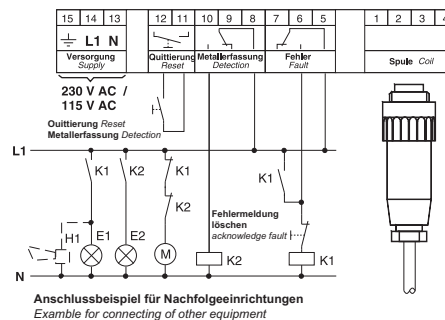 15 14 13 12 11 10 9 8 7 6 5 1 2 3 4
L1 N
Versorgung
Supply
Quittierung
Reset
Metallerfassung
Detection
Fehler
Fault
Spule Coil
230 V AC /
115 V AC
Quittierung Reset
Metallerfassung Detection
L1
K1 K2 K1 K1
K2
Fehlermeldung
löschen
acknowledge fault
H1 E1 E2 M K2 K1
N
Anschlussbeispiel für Nachfolgeeinrichtungen
Examble for connecting of other equipment